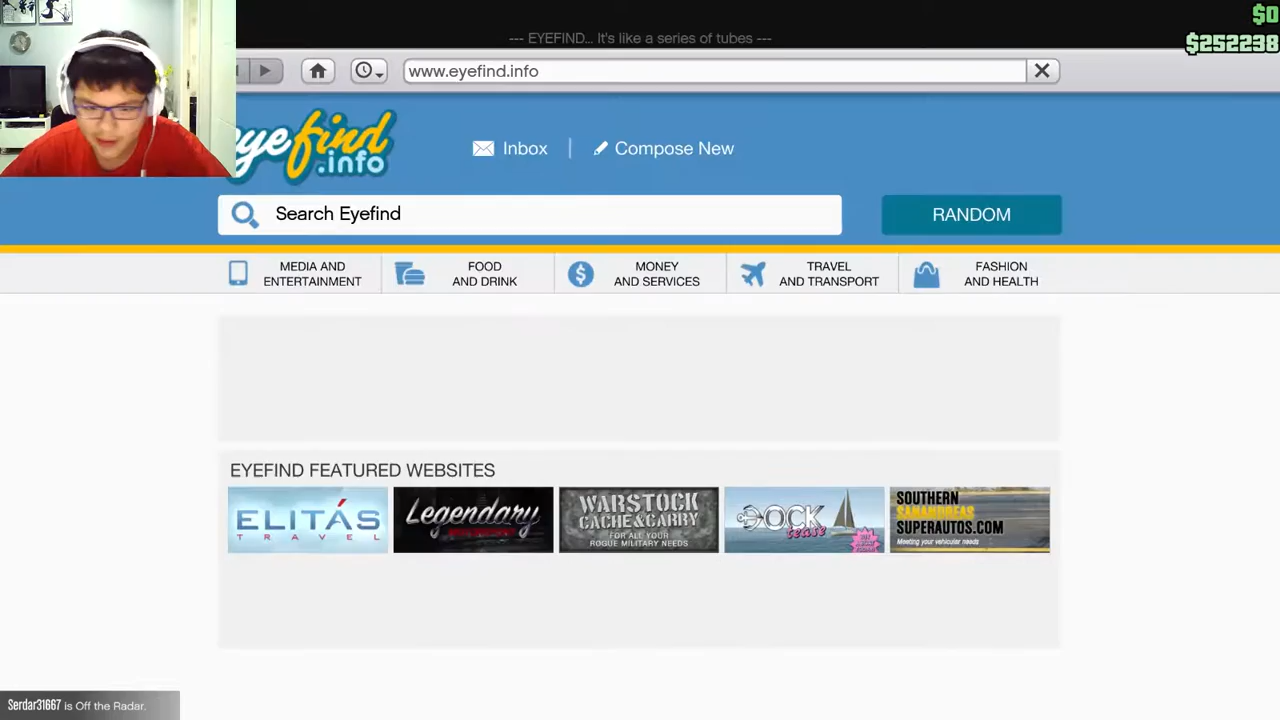 $0
$252238
--- EYEFIND... It's like a series of tubes ---
www.eyefind.info
eyefind
.info
Inbox
Compose New
Search Eyefind
RANDOM
MEDIA AND
ENTERTAINMENT
FOOD
AND DRINK
MONEY
AND SERVICES
TRAVEL
AND TRANSPORT
FASHION
AND HEALTH
EYEFIND FEATURED WEBSITES
ELITÁS
TRAVEL
Legendary
WARSTOCK
CACHE&CARRY
FOR ALL YOUR
ROGUE MILITARY NEEDS
DOCK
tease
SOUTHERN
SANANDREAS
SUPERAUTOS.COM
Meeting your vehicular needs
Serdar31667 is Off the Radar.